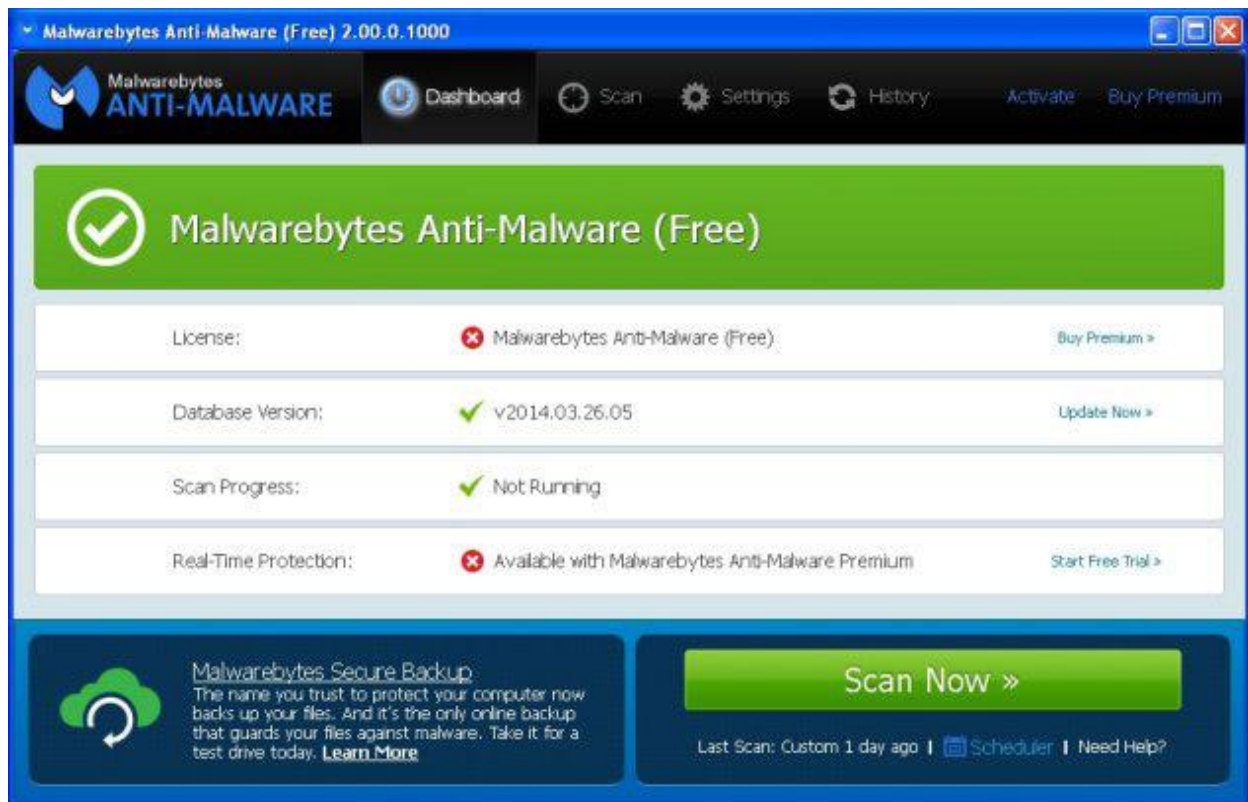 Malwarebytes Anti-Malware (Free) 2.00.0.1000
Malwarebytes
ANTI-MALWARE
Dashboard
Scan
Settings
History
Activate
Buy Premium
Malwarebytes Anti-Malware (Free)
License: Malwarebytes Anti-Malware (Free) Buy Premium »
Database Version: v2014.03.26.05 Update Now »
Scan Progress: Not Running
Real-Time Protection: Available with Malwarebytes Anti-Malware Premium Start Free Trial »
Malwarebytes Secure Backup
The name you trust to protect your computer now
backs up your files. And it's the only online backup
that guards your files against malware. Take it for a
test drive today. Learn More
Scan Now »
Last Scan: Custom 1 day ago | Scheduler | Need Help?